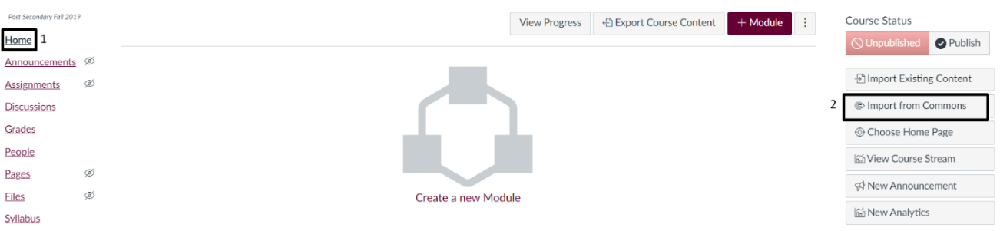 Post Secondary Fall 2019
Home 1
Announcements
Assignments
Discussions
Grades
People
Pages
Files
Syllabus
View Progress
Export Course Content
+ Module
Create a new Module
Course Status
Unpublished
Publish
Import Existing Content
2 Import from Commons
Choose Home Page
View Course Stream
New Announcement
New Analytics